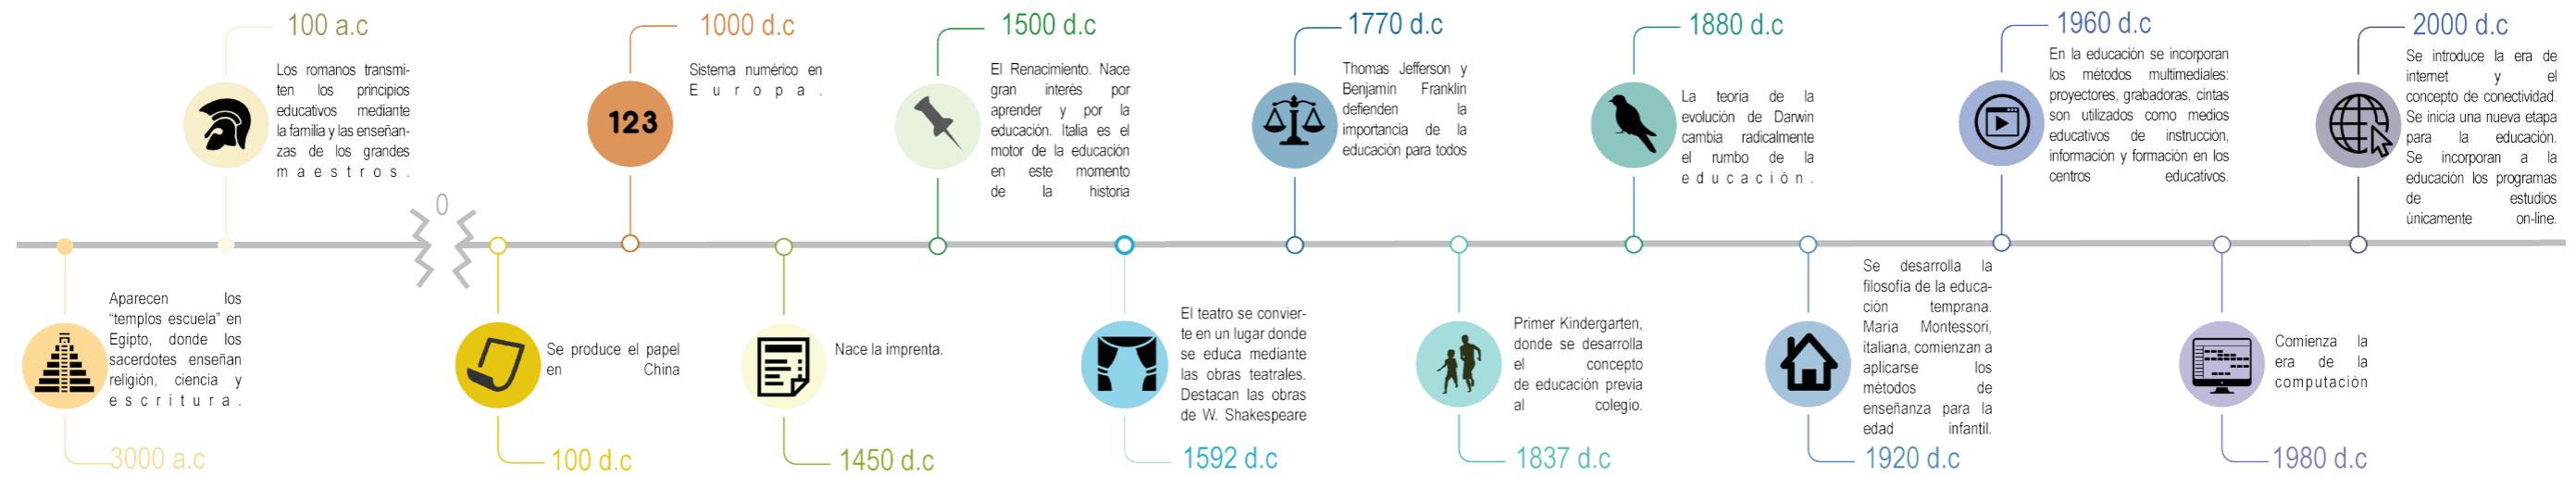 100 a.c
Los romanos transmi-
ten los principios
educativos mediante
la familia y las enseñan-
zas de los grandes
maestros.
1000 d.c
Sistema numérico en
Europa.
123
1500 d.c
El Renacimiento. Nace
gran interés por
aprender y por la
educación. Italia es el
motor de la educación
en este momento
de la historia
1770 d.c
Thomas Jefferson y
Benjamin Franklin
defienden la
importancia de la
educación para todos
1880 d.c
La teoria de la
evolución de Darwin
cambia radicalmente
el rumbo de la
educación.
1960 d.c
En la educación se incorporan
los métodos multimediales:
proyectores, grabadoras, cintas
son utilizados como medios
educativos de instrucción,
información y formación en los
centros educativos.
2000 d.c
Se introduce la era de
internet y el
concepto de conectividad.
Se inicia una nueva etapa
para la educación.
Se incorporan a la
educación los programas
de estudios
únicamente on-line.
0
Aparecen los
"templos escuela" en
Egipto, donde los
sacerdotes enseñan
religión, ciencia y
escritura.
3000 a.c
Se produce el papel
en China
100 d.c
Nace la imprenta.
1450 d.c
El teatro se convier-
te en un lugar donde
se educa mediante
las obras teatrales.
Destacan las obras
de W. Shakespeare
1592 d.c
Primer Kindergarten,
donde se desarrolla
el concepto
de educación previa
al colegio.
1837 d.c
Se desarrolla la
filosofia de la educa-
ción temprana.
Maria Montessori,
italiana, comienzan a
aplicarse los
métodos de
enseñanza para la
edad infantil.
1920 d.c
Comienza la
era de la
computación
1980 d.c